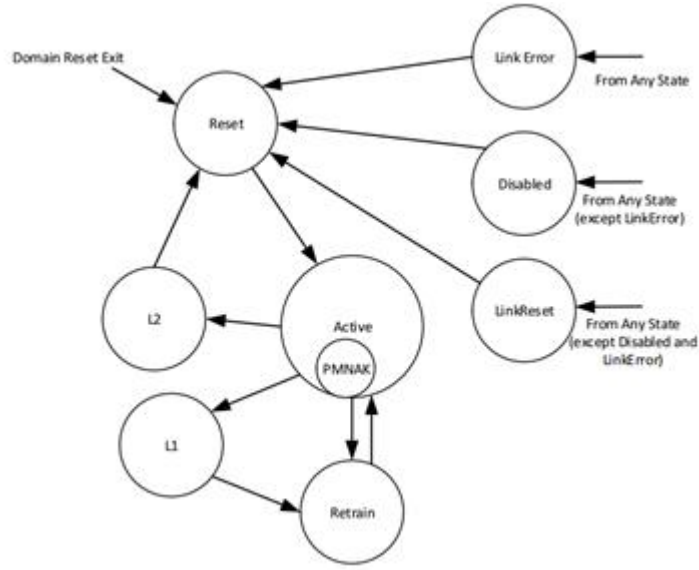 Link Error
Domain Reset Exit
From Any State
Reset
Disabled
From Any State
(except LinkError)
L2
Active
LinkReset
From Any State
(except Disabled and
LinkError)
PMNAK
L1
Retrain